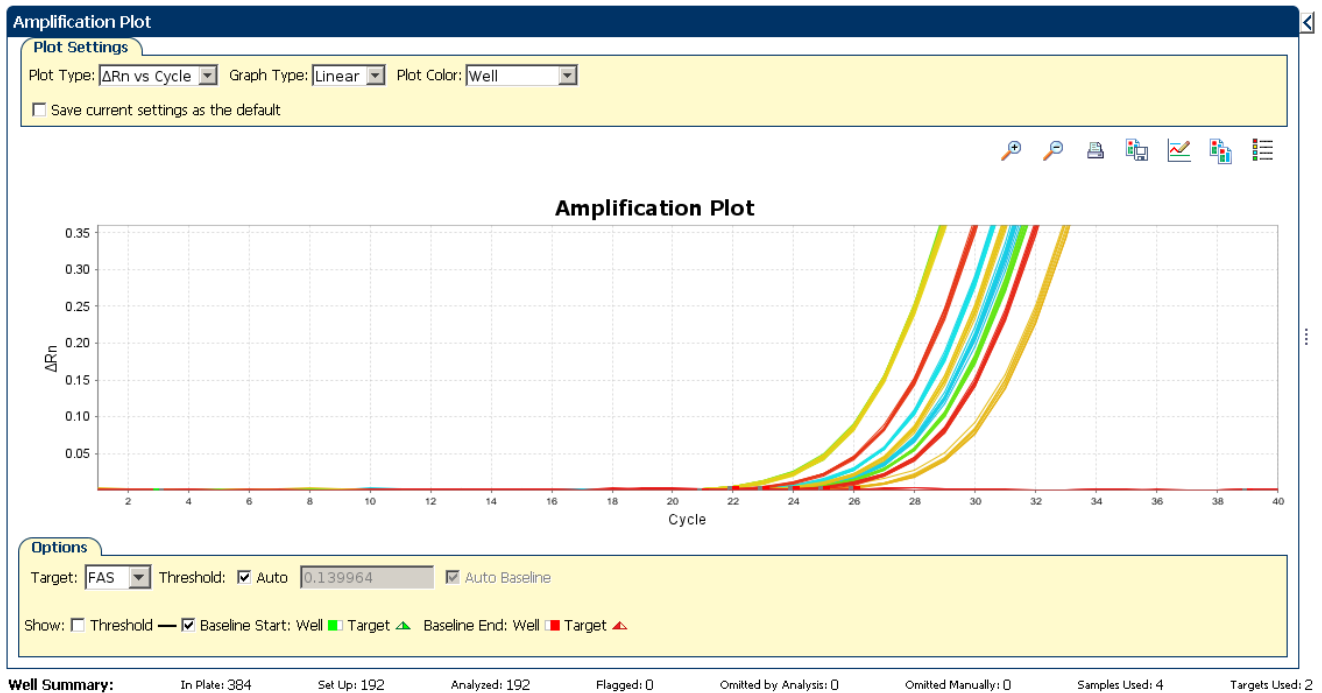 Amplification Plot
Plot Settings
Plot Type: ΔRn vs Cycle Graph Type: Linear Plot Color: Well
Save current settings as the default
Amplification Plot
0.35
0.30
0.25
0.20
0.15
0.10
0.05
ΔRn
2 4 6 8 10 12 14 16 18 20 22 24 26 28 30 32 34 36 38 40
Cycle
Options
Target: FAS Threshold: Auto 0.139964 Auto Baseline
Show: Threshold Baseline Start: Well Target Baseline End: Well Target
Well Summary: In Plate: 384 Set Up: 192 Analyzed: 192 Flagged: 0 Omitted by Analysis: 0 Omitted Manually: 0 Samples Used: 4 Targets Used: 2